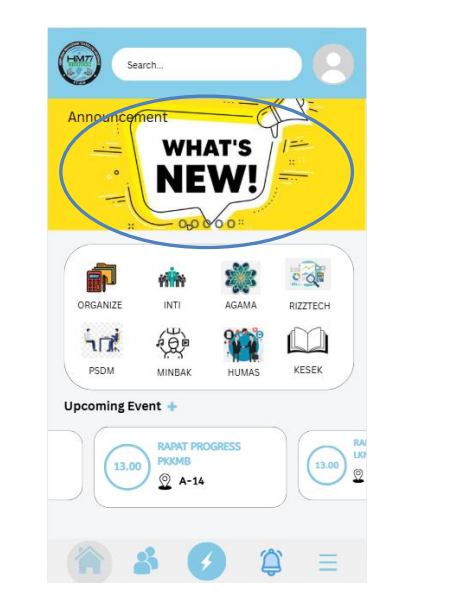 HMTI
Search...
Announcement
WHAT'S
NEW!
ORGANIZE
INTI
AGAMA
RIZZTECH
PSDM
MINBAK
HUMAS
KESEK
Upcoming Event +
13.00
RAPAT PROGRESS
PKKMB
A-14
13.00